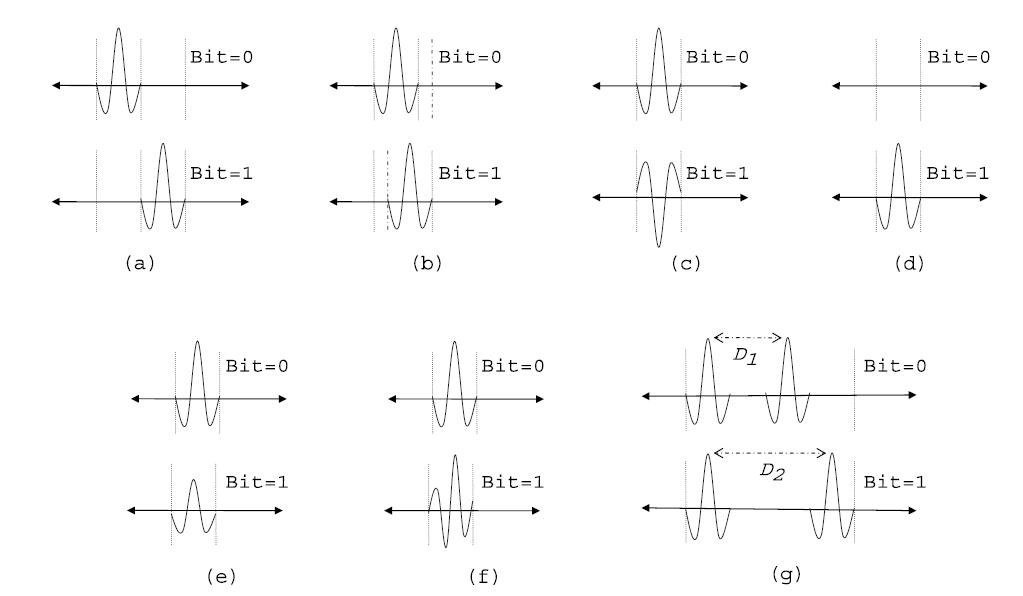 Bit=0 Bit=0 Bit=0 Bit=0
Bit=1 Bit=1 Bit=1 Bit=1
(a) (b) (c) (d)
D1
Bit=0 Bit=0 Bit=0
D2
Bit=1 Bit=1 Bit=1
(e) (f) (g)